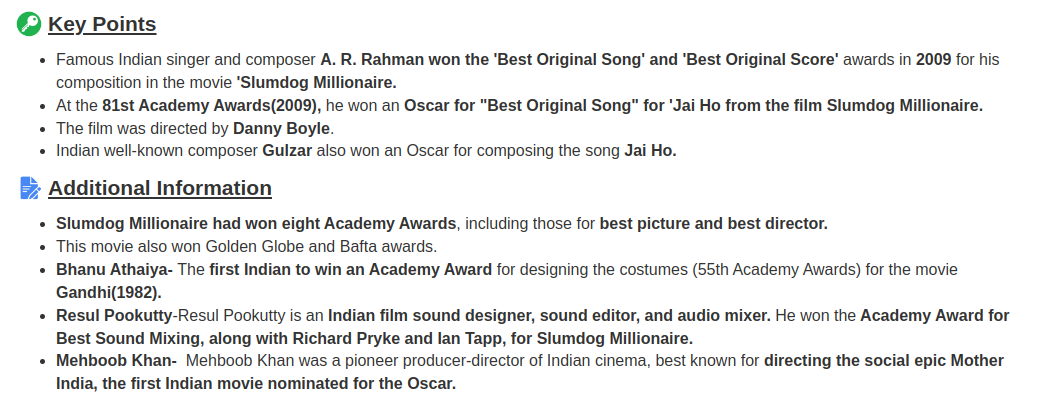 Key Points
Famous Indian singer and composer A. R. Rahman won the 'Best Original Song' and 'Best Original Score' awards in 2009 for his
composition in the movie 'Slumdog Millionaire.
At the 81st Academy Awards(2009), he won an Oscar for "Best Original Song" for 'Jai Ho from the film Slumdog Millionaire.
The film was directed by Danny Boyle.
Indian well-known composer Gulzar also won an Oscar for composing the song Jai Ho.
Additional Information
Slumdog Millionaire had won eight Academy Awards, including those for best picture and best director.
This movie also won Golden Globe and Bafta awards.
Bhanu Athaiya- The first Indian to win an Academy Award for designing the costumes (55th Academy Awards) for the movie
Gandhi(1982).
Resul Pookutty-Resul Pookutty is an Indian film sound designer, sound editor, and audio mixer. He won the Academy Award for
Best Sound Mixing, along with Richard Pryke and Ian Tapp, for Slumdog Millionaire.
Mehboob Khan-  Mehboob Khan was a pioneer producer-director of Indian cinema, best known for directing the social epic Mother
India, the first Indian movie nominated for the Oscar.